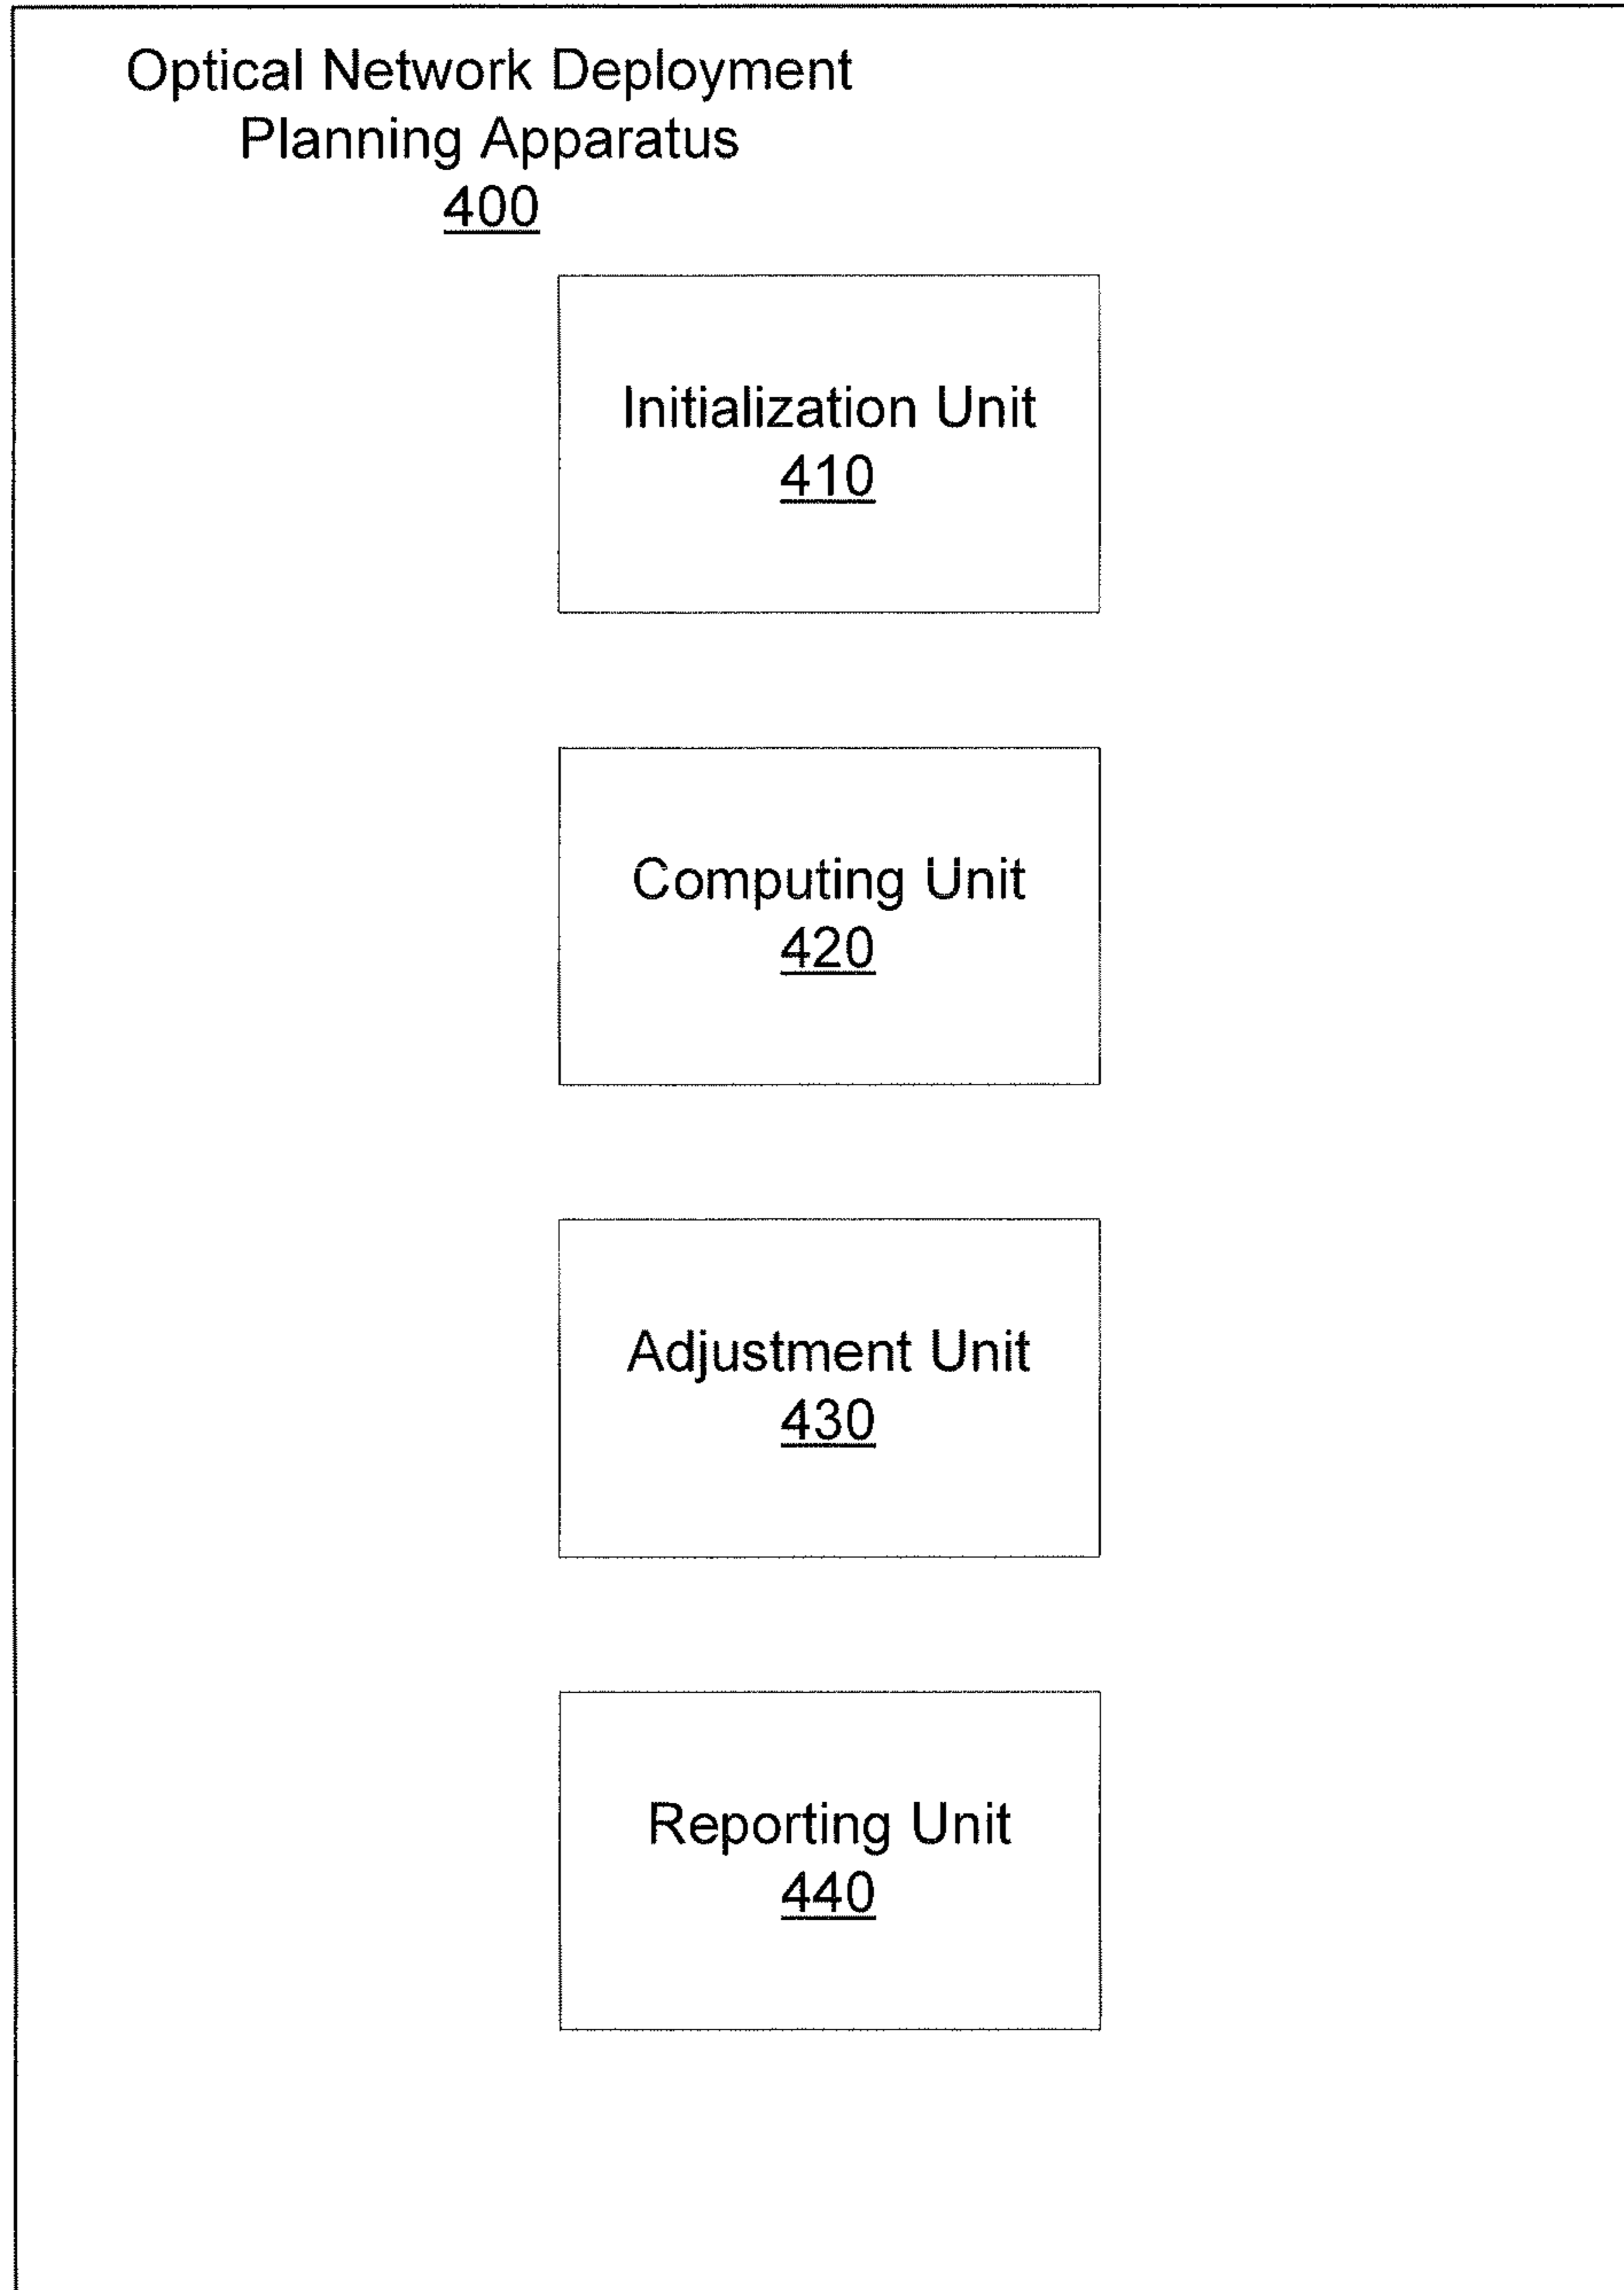 Optical Network Deployment
Planning Apparatus
400
Initialization Unit
410
Computing Unit
420
Adjustment Unit
430
Reporting Unit
440